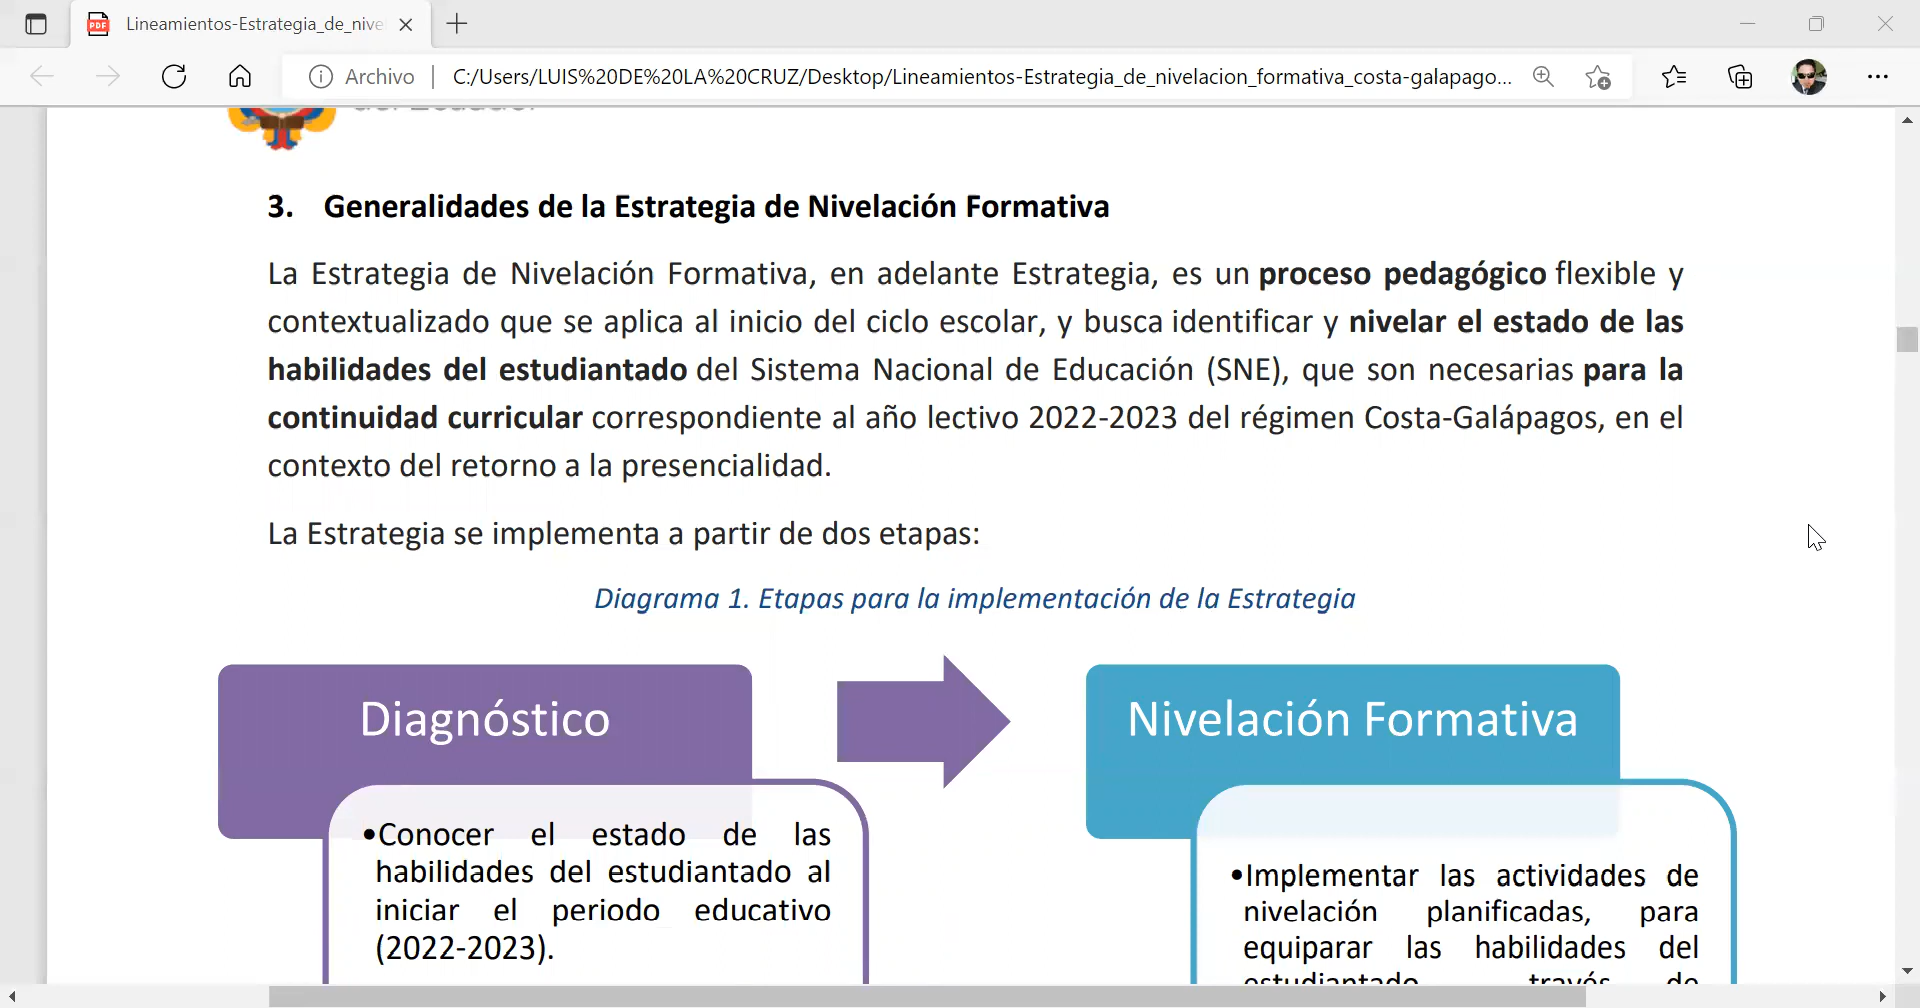 Lineamientos-Estrategia_de_nive
Archivo
C:/Users/LUIS%20DE%20LA%20CRUZ/Desktop/Lineamientos-Estrategia_de_nivelacion_formativa_costa-galapago...
3. Generalidades de la Estrategia de Nivelación Formativa
La Estrategia de Nivelación Formativa, en adelante Estrategia, es un proceso pedagógico flexible y
contextualizado que se aplica al inicio del ciclo escolar, y busca identificar y nivelar el estado de las
habilidades del estudiantado del Sistema Nacional de Educación (SNE), que son necesarias para la
continuidad curricular correspondiente al año lectivo 2022-2023 del régimen Costa-Galápagos, en el
contexto del retorno a la presencialidad.
La Estrategia se implementa a partir de dos etapas:
Diagrama 1. Etapas para la implementación de la Estrategia
Diagnóstico
•Conocer el estado de las
habilidades del estudiantado al
iniciar el periodo educativo
(2022-2023).
Nivelación Formativa
•Implementar las actividades de
nivelación planificadas, para
equiparar las habilidades del
estudiantado través de